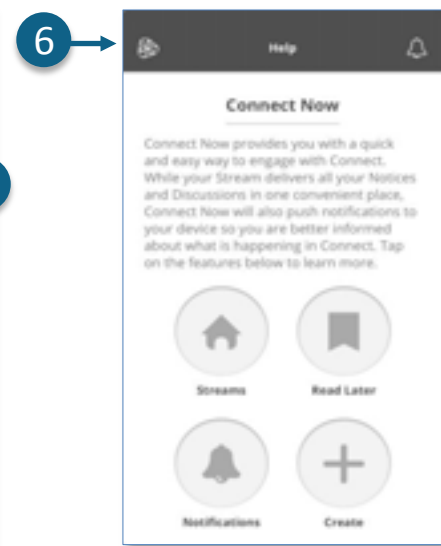 6
Help
Connect Now
Connect Now provides you with a quick
and easy way to engage with Connect.
While your Stream delivers all your Notices
and Discussions in one convenient place,
Connect Now will also push notifications to
your device so you are better informed
about what is happening in Connect. Tap
on the features below to learn more.
Streams Read Later
Notifications Create